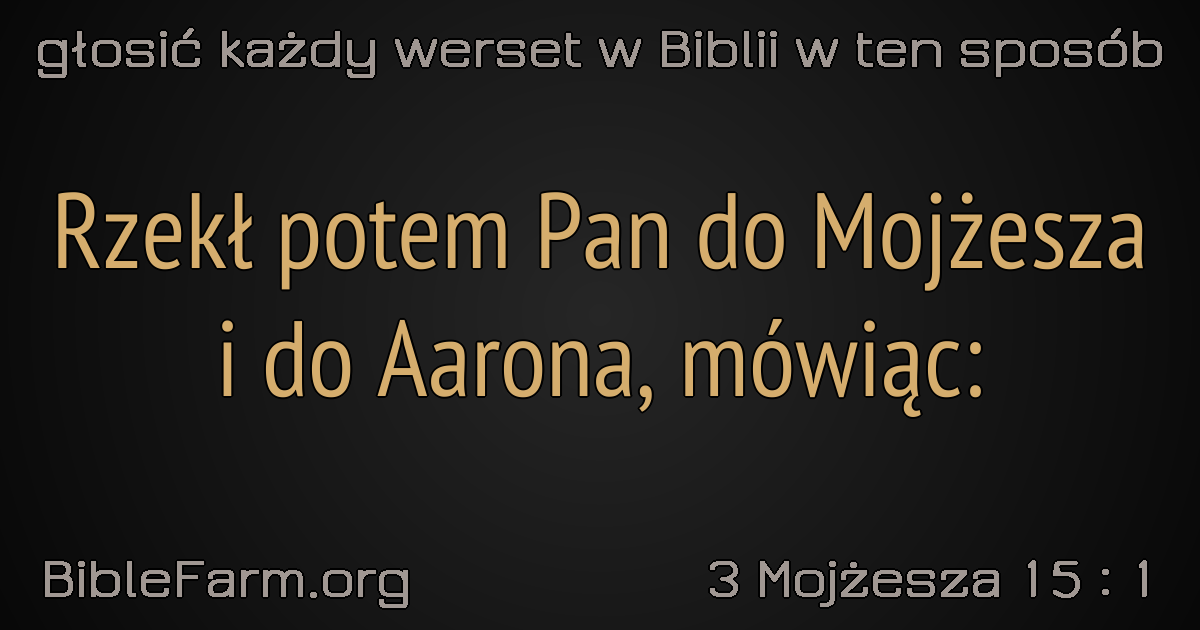 głosić każdy werset w Biblii w ten sposób
Rzekł potem Pan do Mojżesza
i do Aarona, mówiąc:
BibleFarm.org
3 Mojżesza 15 : 1